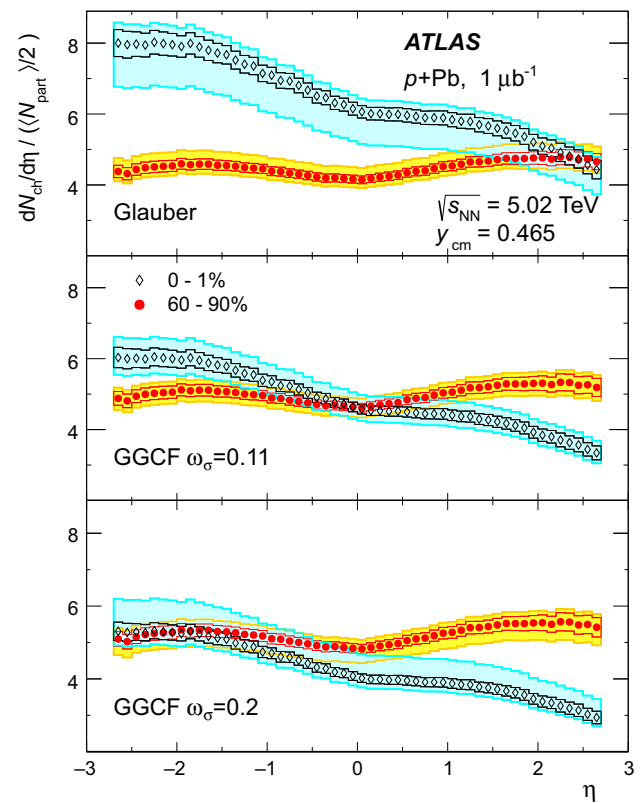 dN_ch/dη / (⟨N_part⟩/2)
8
6
4
ATLAS
p+Pb, 1 μb⁻¹
Glauber
√s_NN = 5.02 TeV
y_cm = 0.465
8
6
4
0 - 1%
60 - 90%
GGCF ω_σ=0.11
8
6
4
2
GGCF ω_σ=0.2
−3 −2 −1 0 1 2 3
η